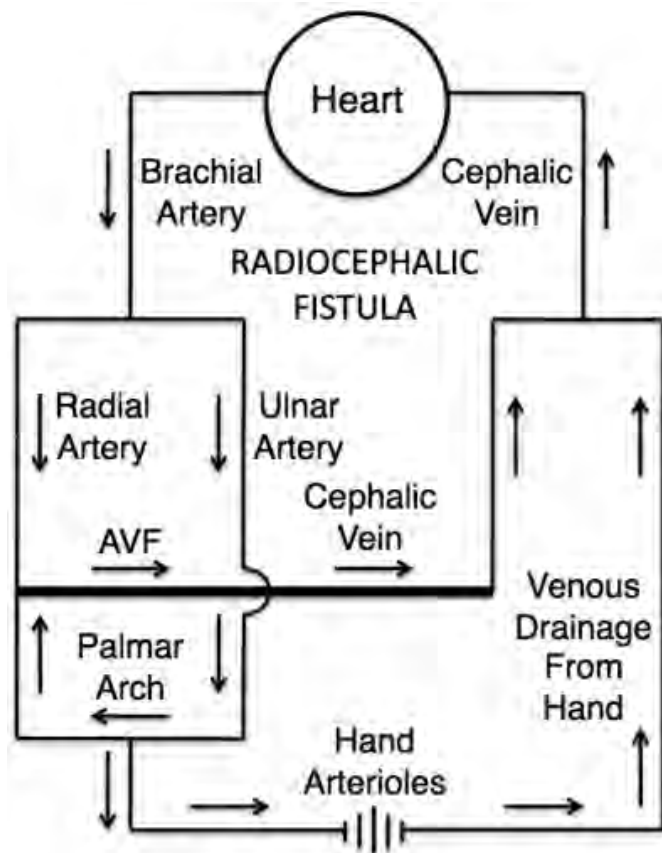 Heart
Brachial
Artery
Cephalic
Vein
RADIOCEPHALIC
FISTULA
Radial
Artery
Ulnar
Artery
AVF
Cephalic
Vein
Palmar
Arch
Venous
Drainage
From
Hand
Hand
Arterioles